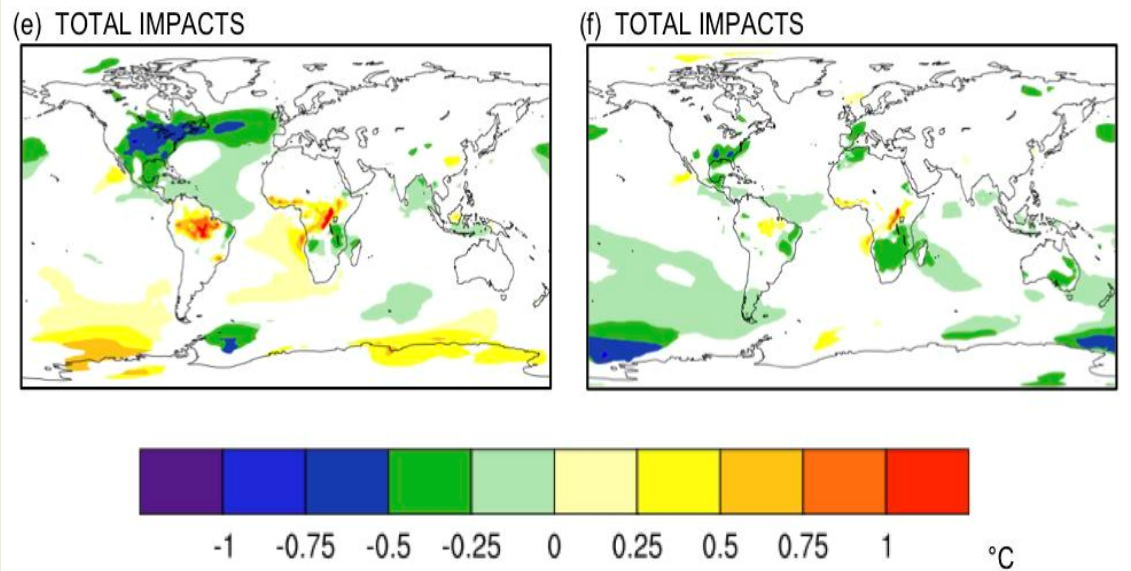 (e) TOTAL IMPACTS
(f) TOTAL IMPACTS
-1 -0.75 -0.5 -0.25 0 0.25 0.5 0.75 1 °C